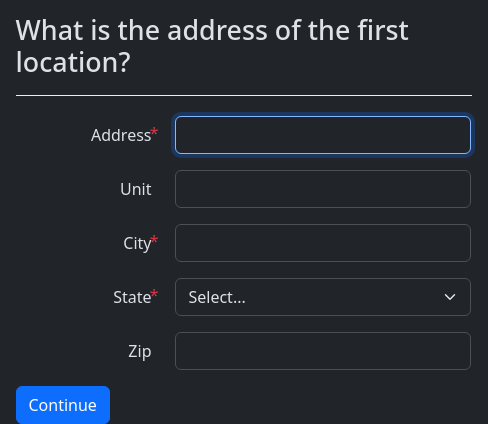 What is the address of the first
location?
Address*
Unit
City*
State*
Select...
Zip
Continue